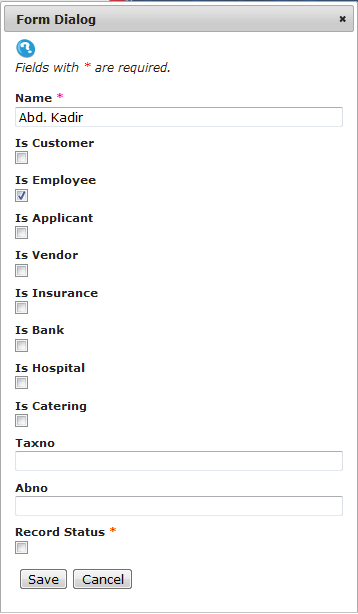 Form Dialog
Fields with * are required.
Name *
Abd. Kadir
Is Customer
Is Employee
Is Applicant
Is Vendor
Is Insurance
Is Bank
Is Hospital
Is Catering
Taxno
Abno
Record Status *
Save Cancel